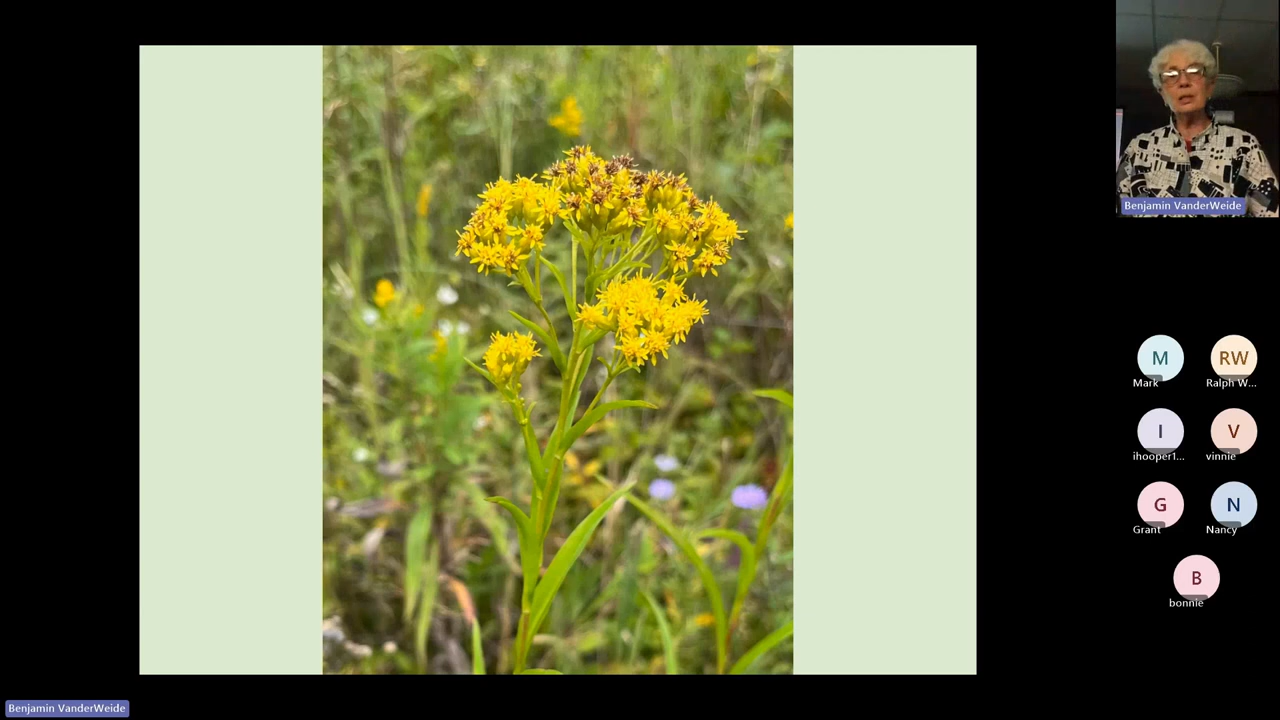 Benjamin VanderWeide
M
RW
Mark
Ralph W...
I
V
ihooper1...
vinnie
G
N
Grant
Nancy
B
bonnie
Benjamin VanderWeide